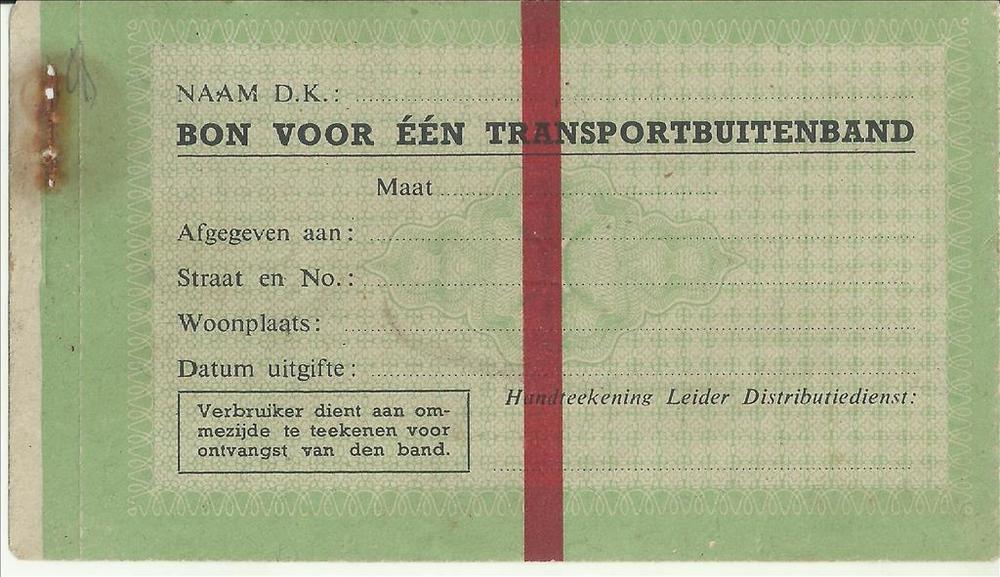 NAAM D.K.:
BON VOOR ÉÉN TRANSPORTBUITENBAND
Maat
Afgegeven aan:
Straat en No.:
Woonplaats:
Datum uitgifte:
Handteekening Leider Distributiedienst:
Verbruiker dient aan om-
mezijde te teekenen voor
ontvangst van den band.